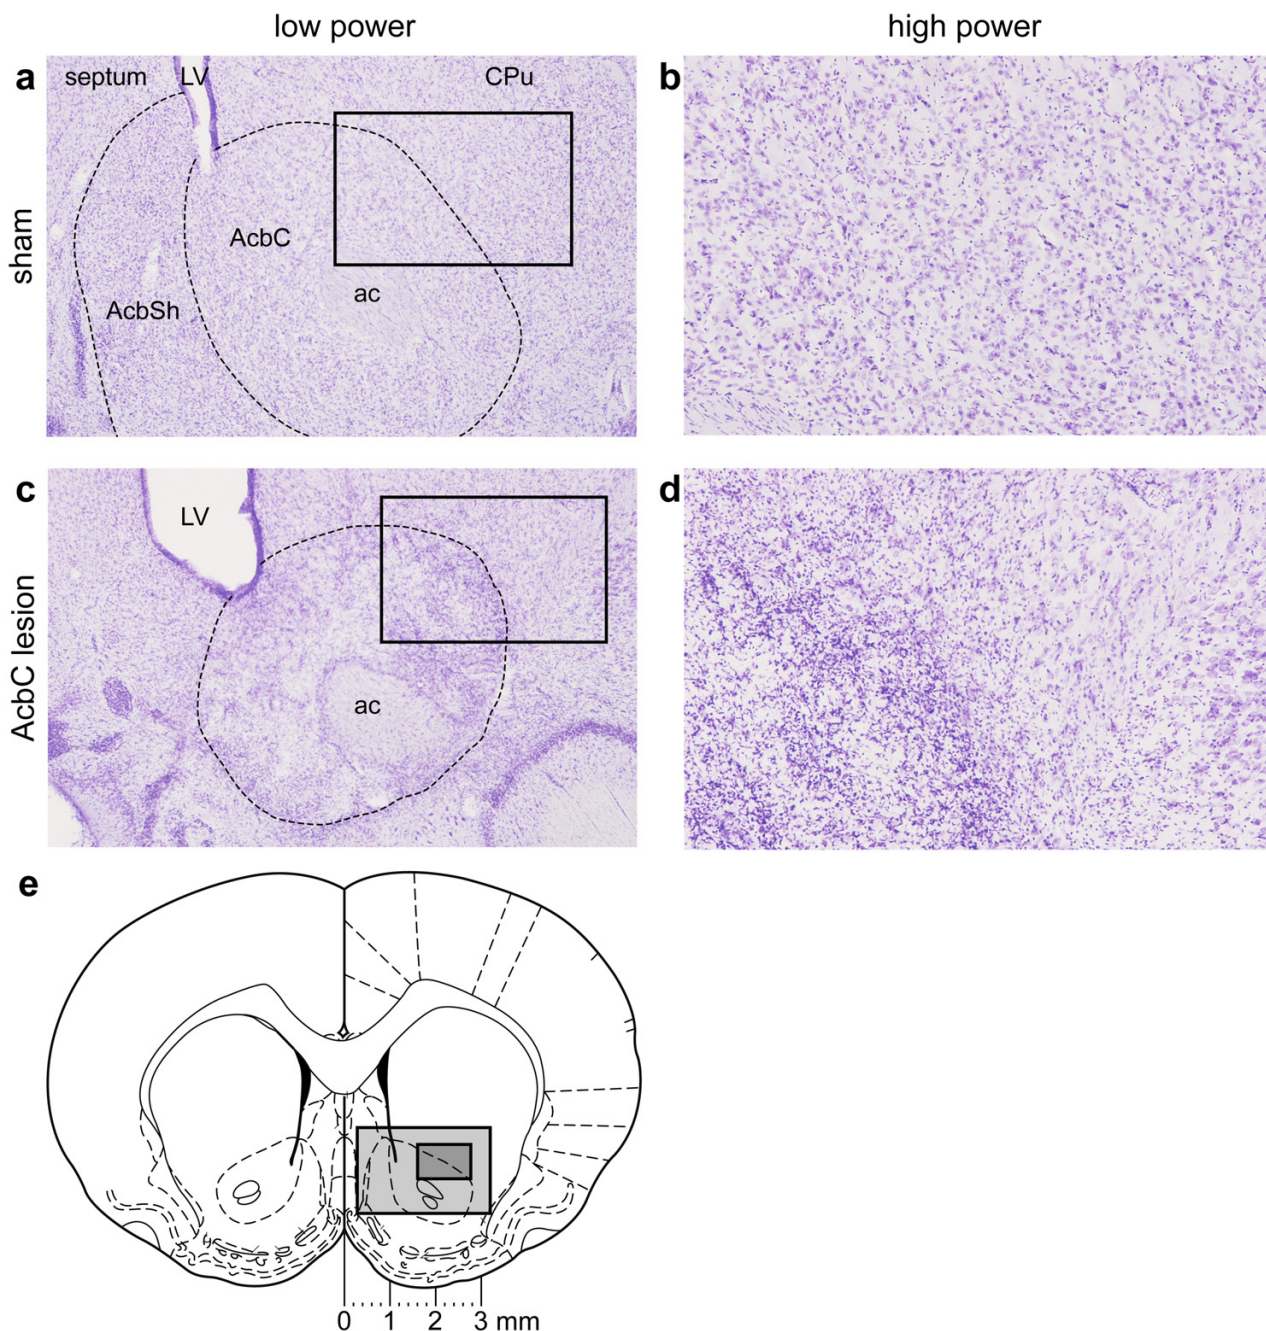 low power
high power
a
septum
LV
CPu
b
sham
AcbC
ac
AcbSh
c
LV
d
AcbC lesion
ac
e
0 1 2 3 mm